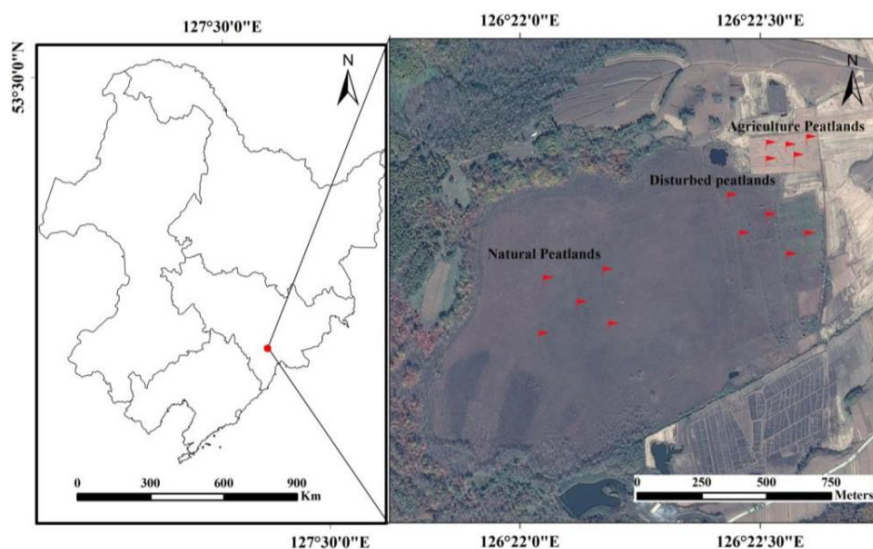 127°30'0"E
126°22'0"E
126°22'30"E
53°30'0"N
N
N
Agriculture Peatlands
Disturbed peatlands
Natural Peatlands
0 300 600 900
Km
0 250 500 750
Meters
127°30'0"E
126°22'0"E
126°22'30"E